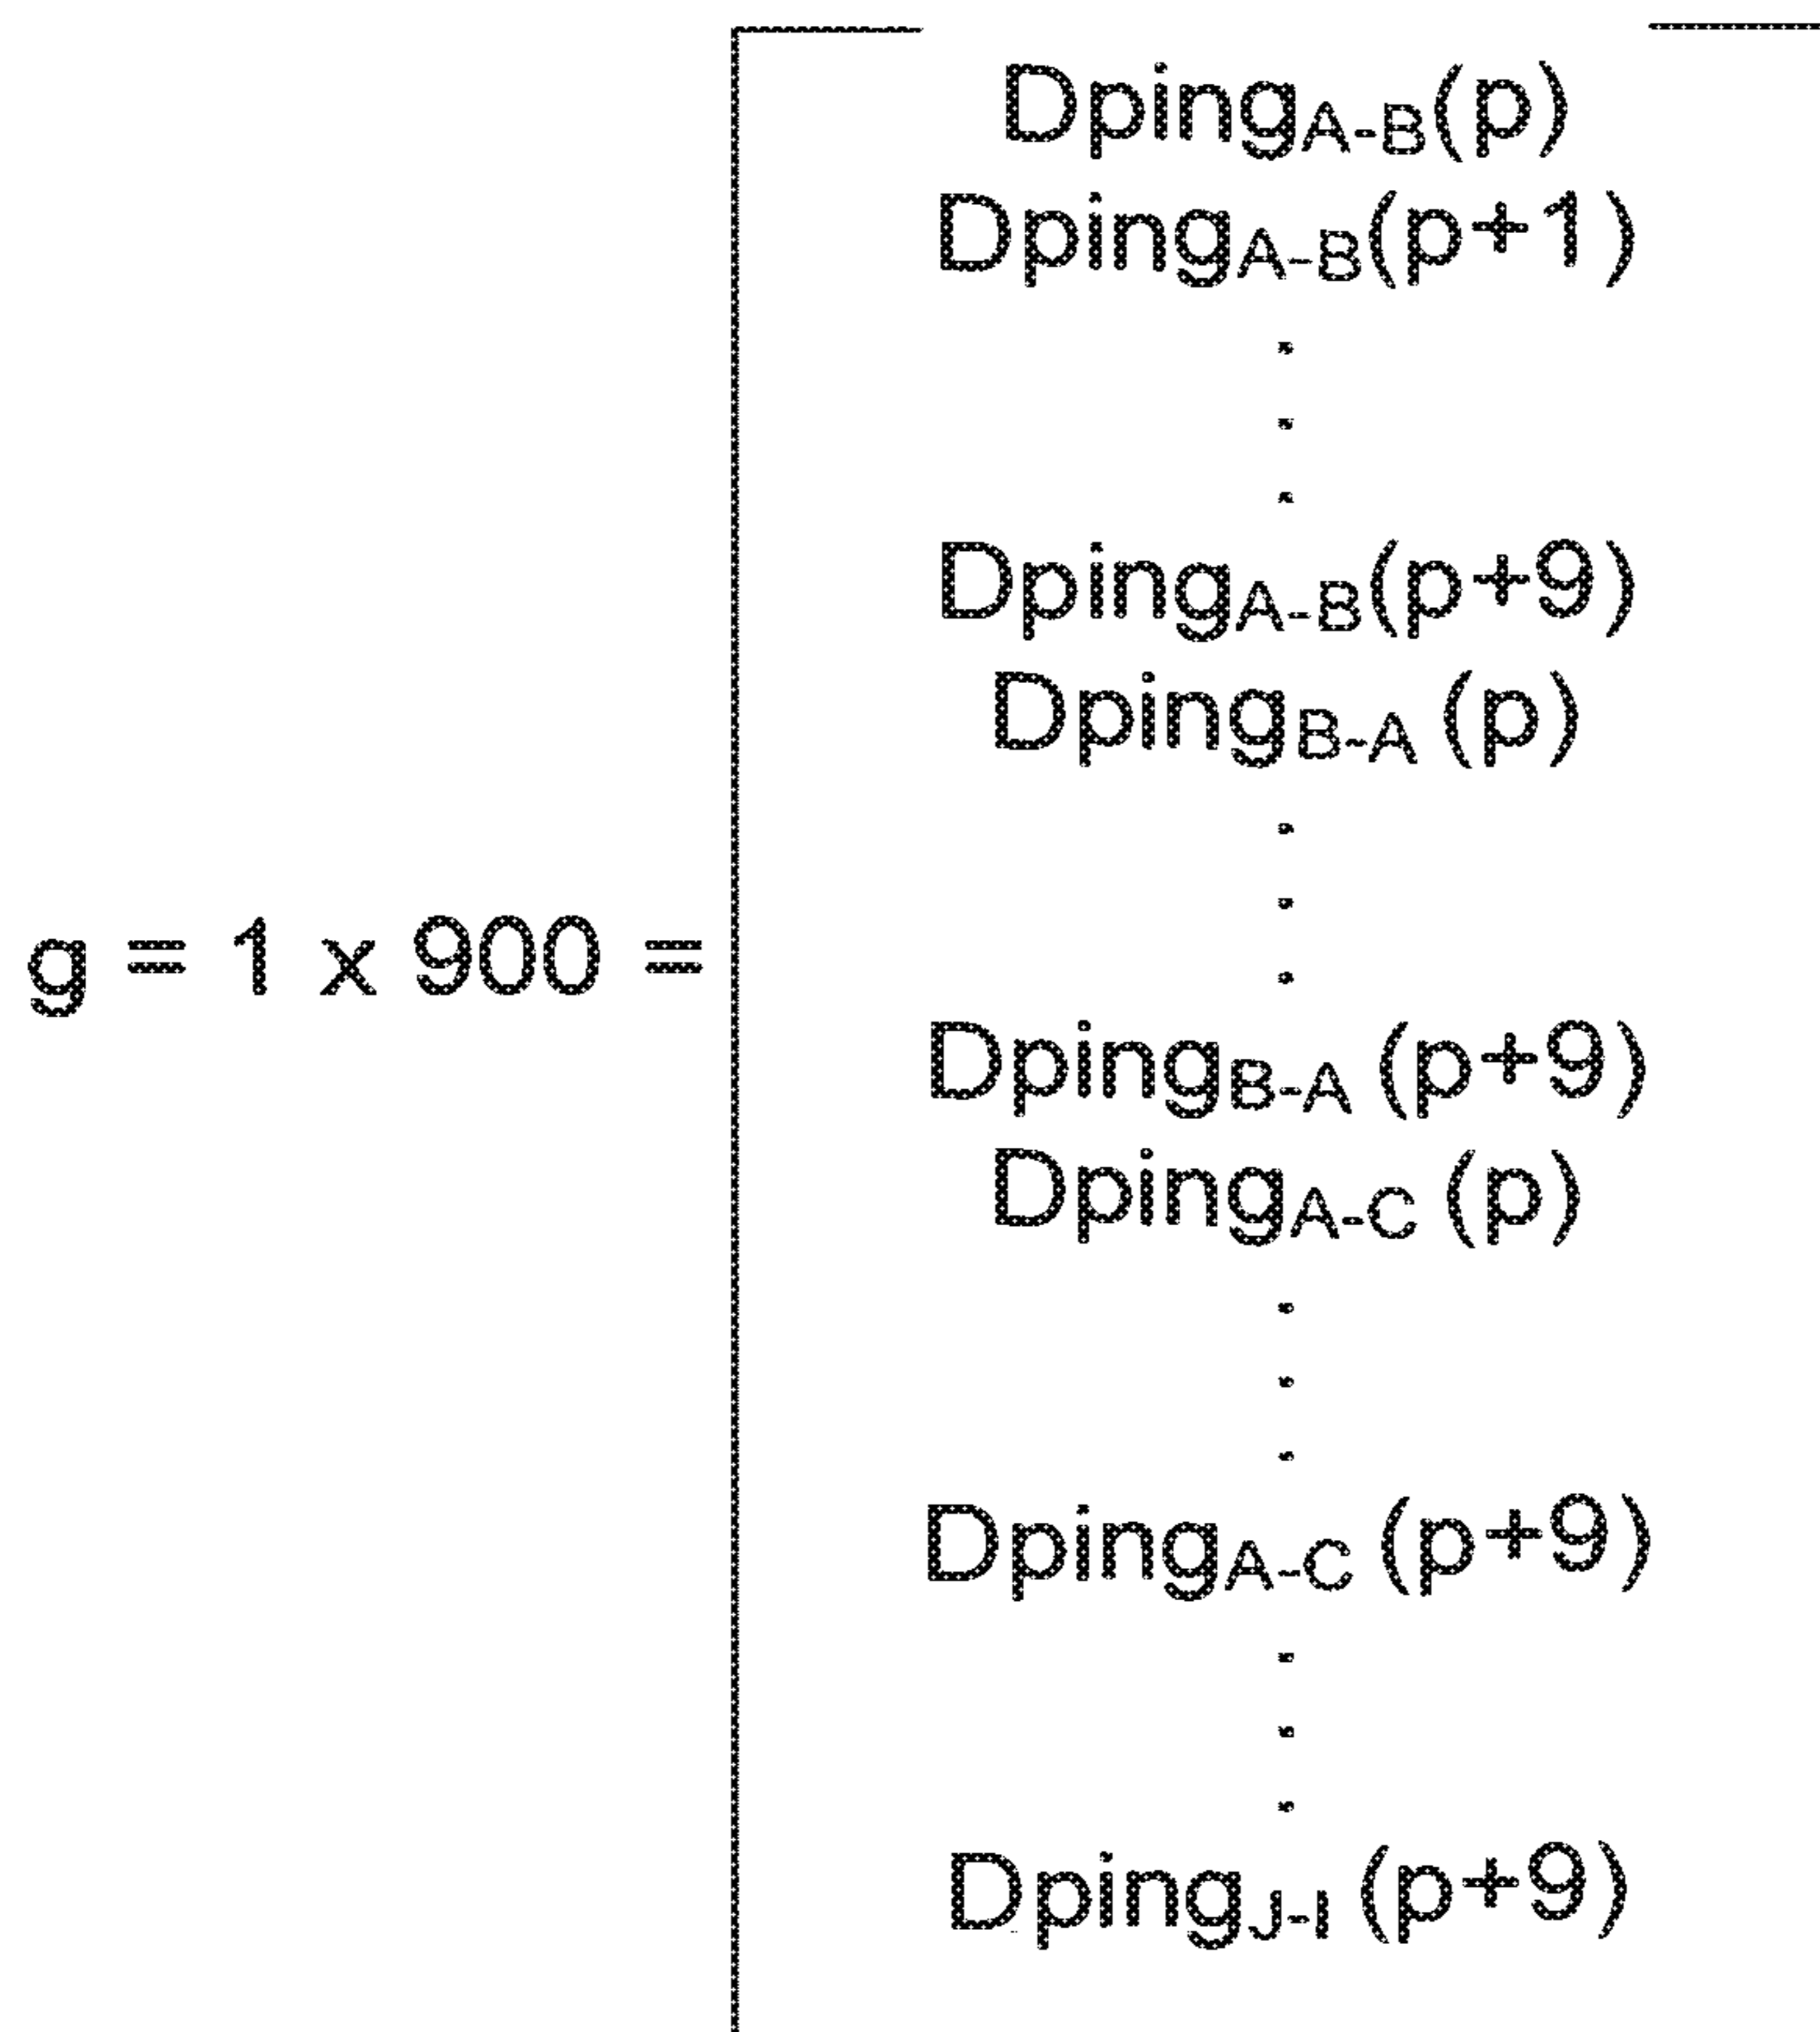 Dping_A-B(p)
Dping_A-B(p+1)
.
.
.
Dping_A-B(p+9)
Dping_B-A (p)
.
.
.
g = 1 x 900 =
Dping_B-A (p+9)
Dping_A-C (p)
.
.
.
Dping_A-C (p+9)
.
.
.
Dping_J-I (p+9)